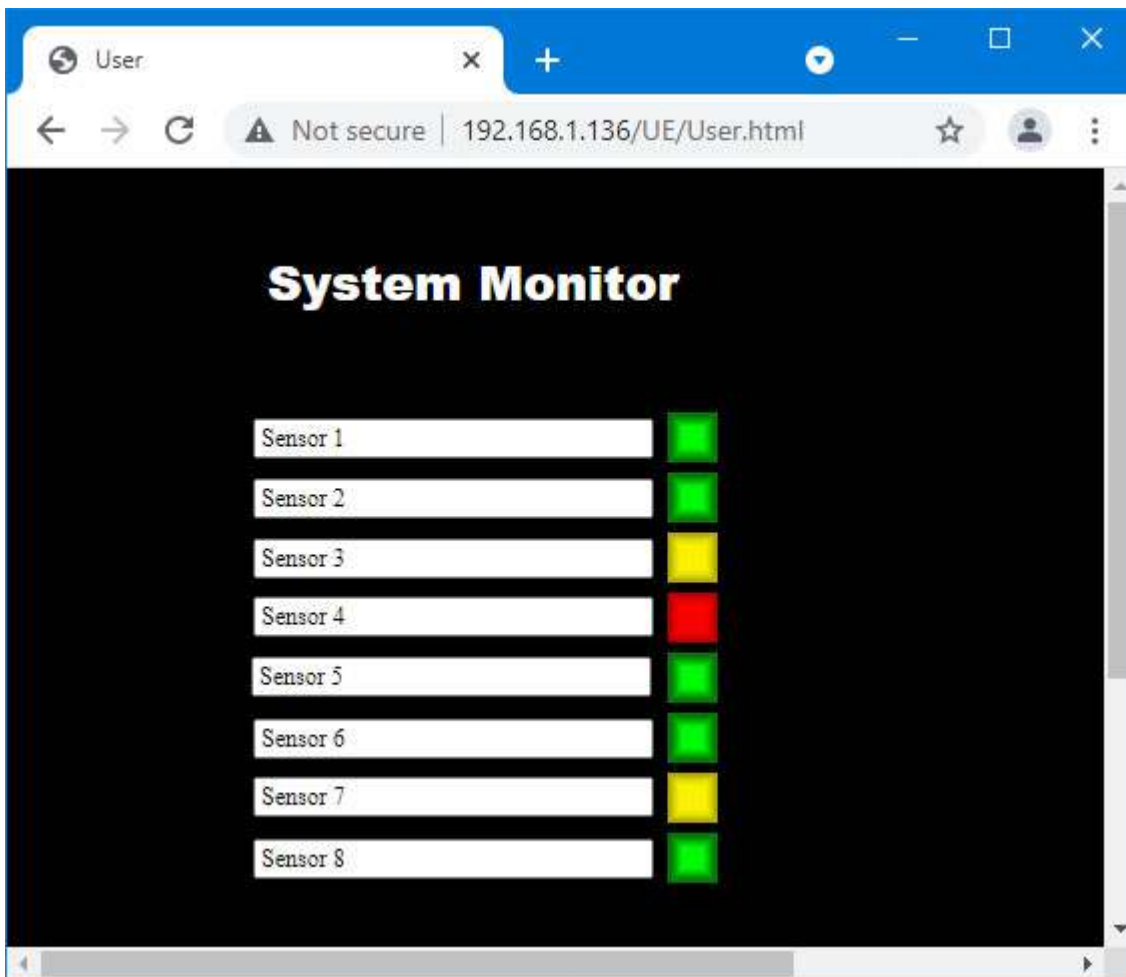 User
Not secure 192.168.1.136/UE/User.html
System Monitor
Sensor 1
Sensor 2
Sensor 3
Sensor 4
Sensor 5
Sensor 6
Sensor 7
Sensor 8